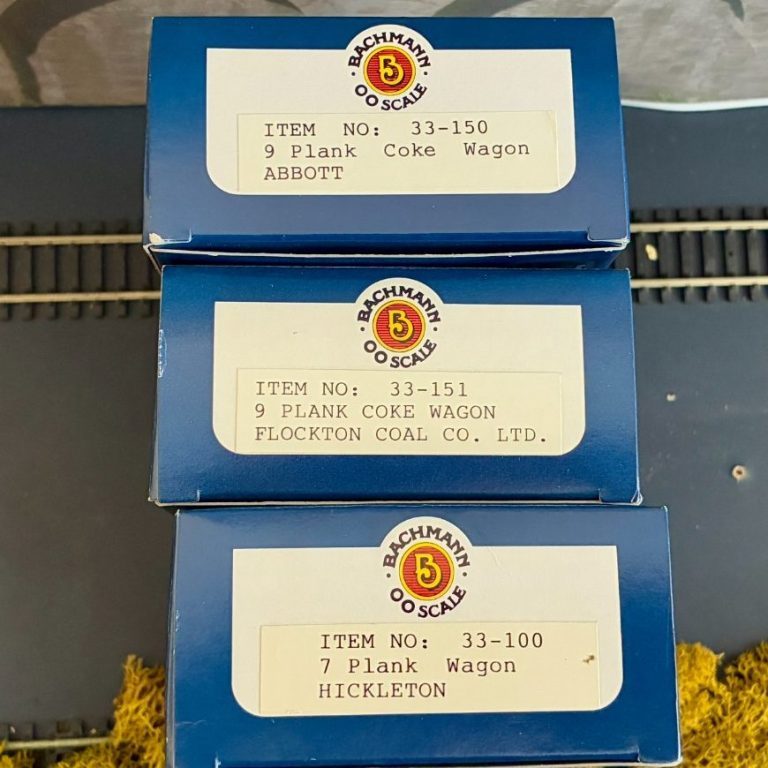 BACHMANN
OO SCALE
ITEM NO: 33-150
9 Plank Coke Wagon
ABBOTT
BACHMANN
OO SCALE
ITEM NO: 33-151
9 PLANK COKE WAGON
FLOCKTON COAL CO. LTD.
BACHMANN
OO SCALE
ITEM NO: 33-100
7 Plank Wagon
HICKLETON